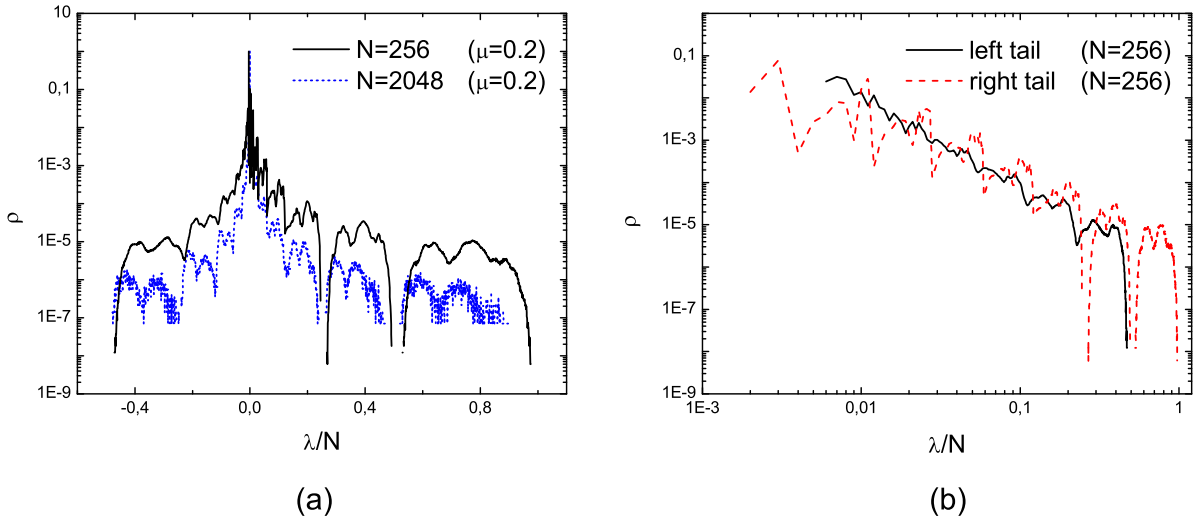 10
0,1
1E-3
1E-5
1E-7
1E-9
-0,4
0,0
0,4
0,8
ρ
λ/N
N=256 (μ=0.2)
N=2048 (μ=0.2)
(a)
0,1
1E-3
1E-5
1E-7
1E-9
1E-3
0,01
0,1
1
ρ
λ/N
left tail (N=256)
right tail (N=256)
(b)